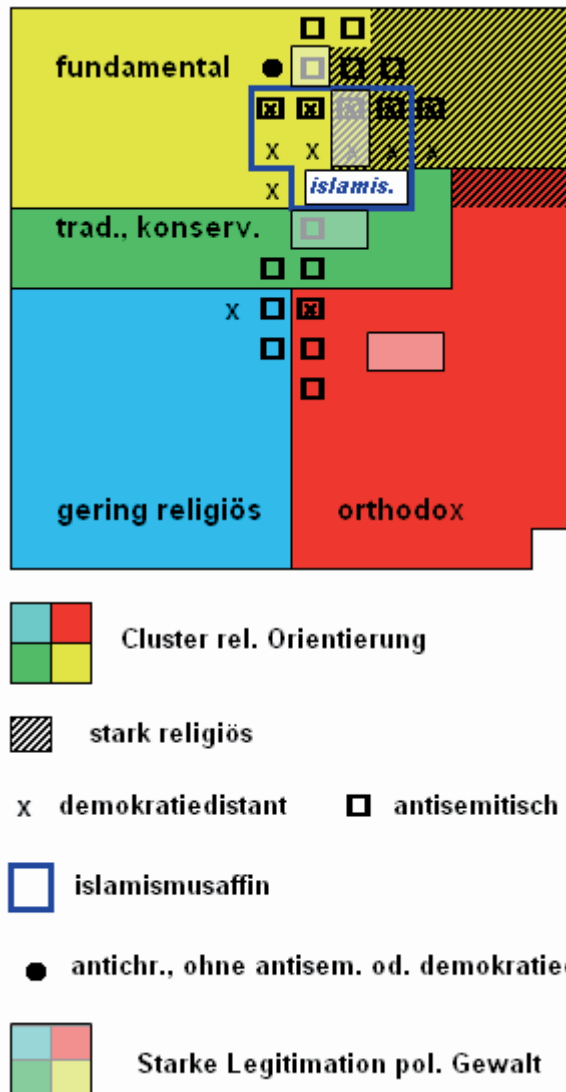 fundamental
islamis.
trad., konserv.
gering religiös orthodox
Cluster rel. Orientierung
stark religiös
x demokratiedistant antisemitisch
islamismusaffin
antichr., ohne antisem. od.
Starke Legitimation pol. Gewalt